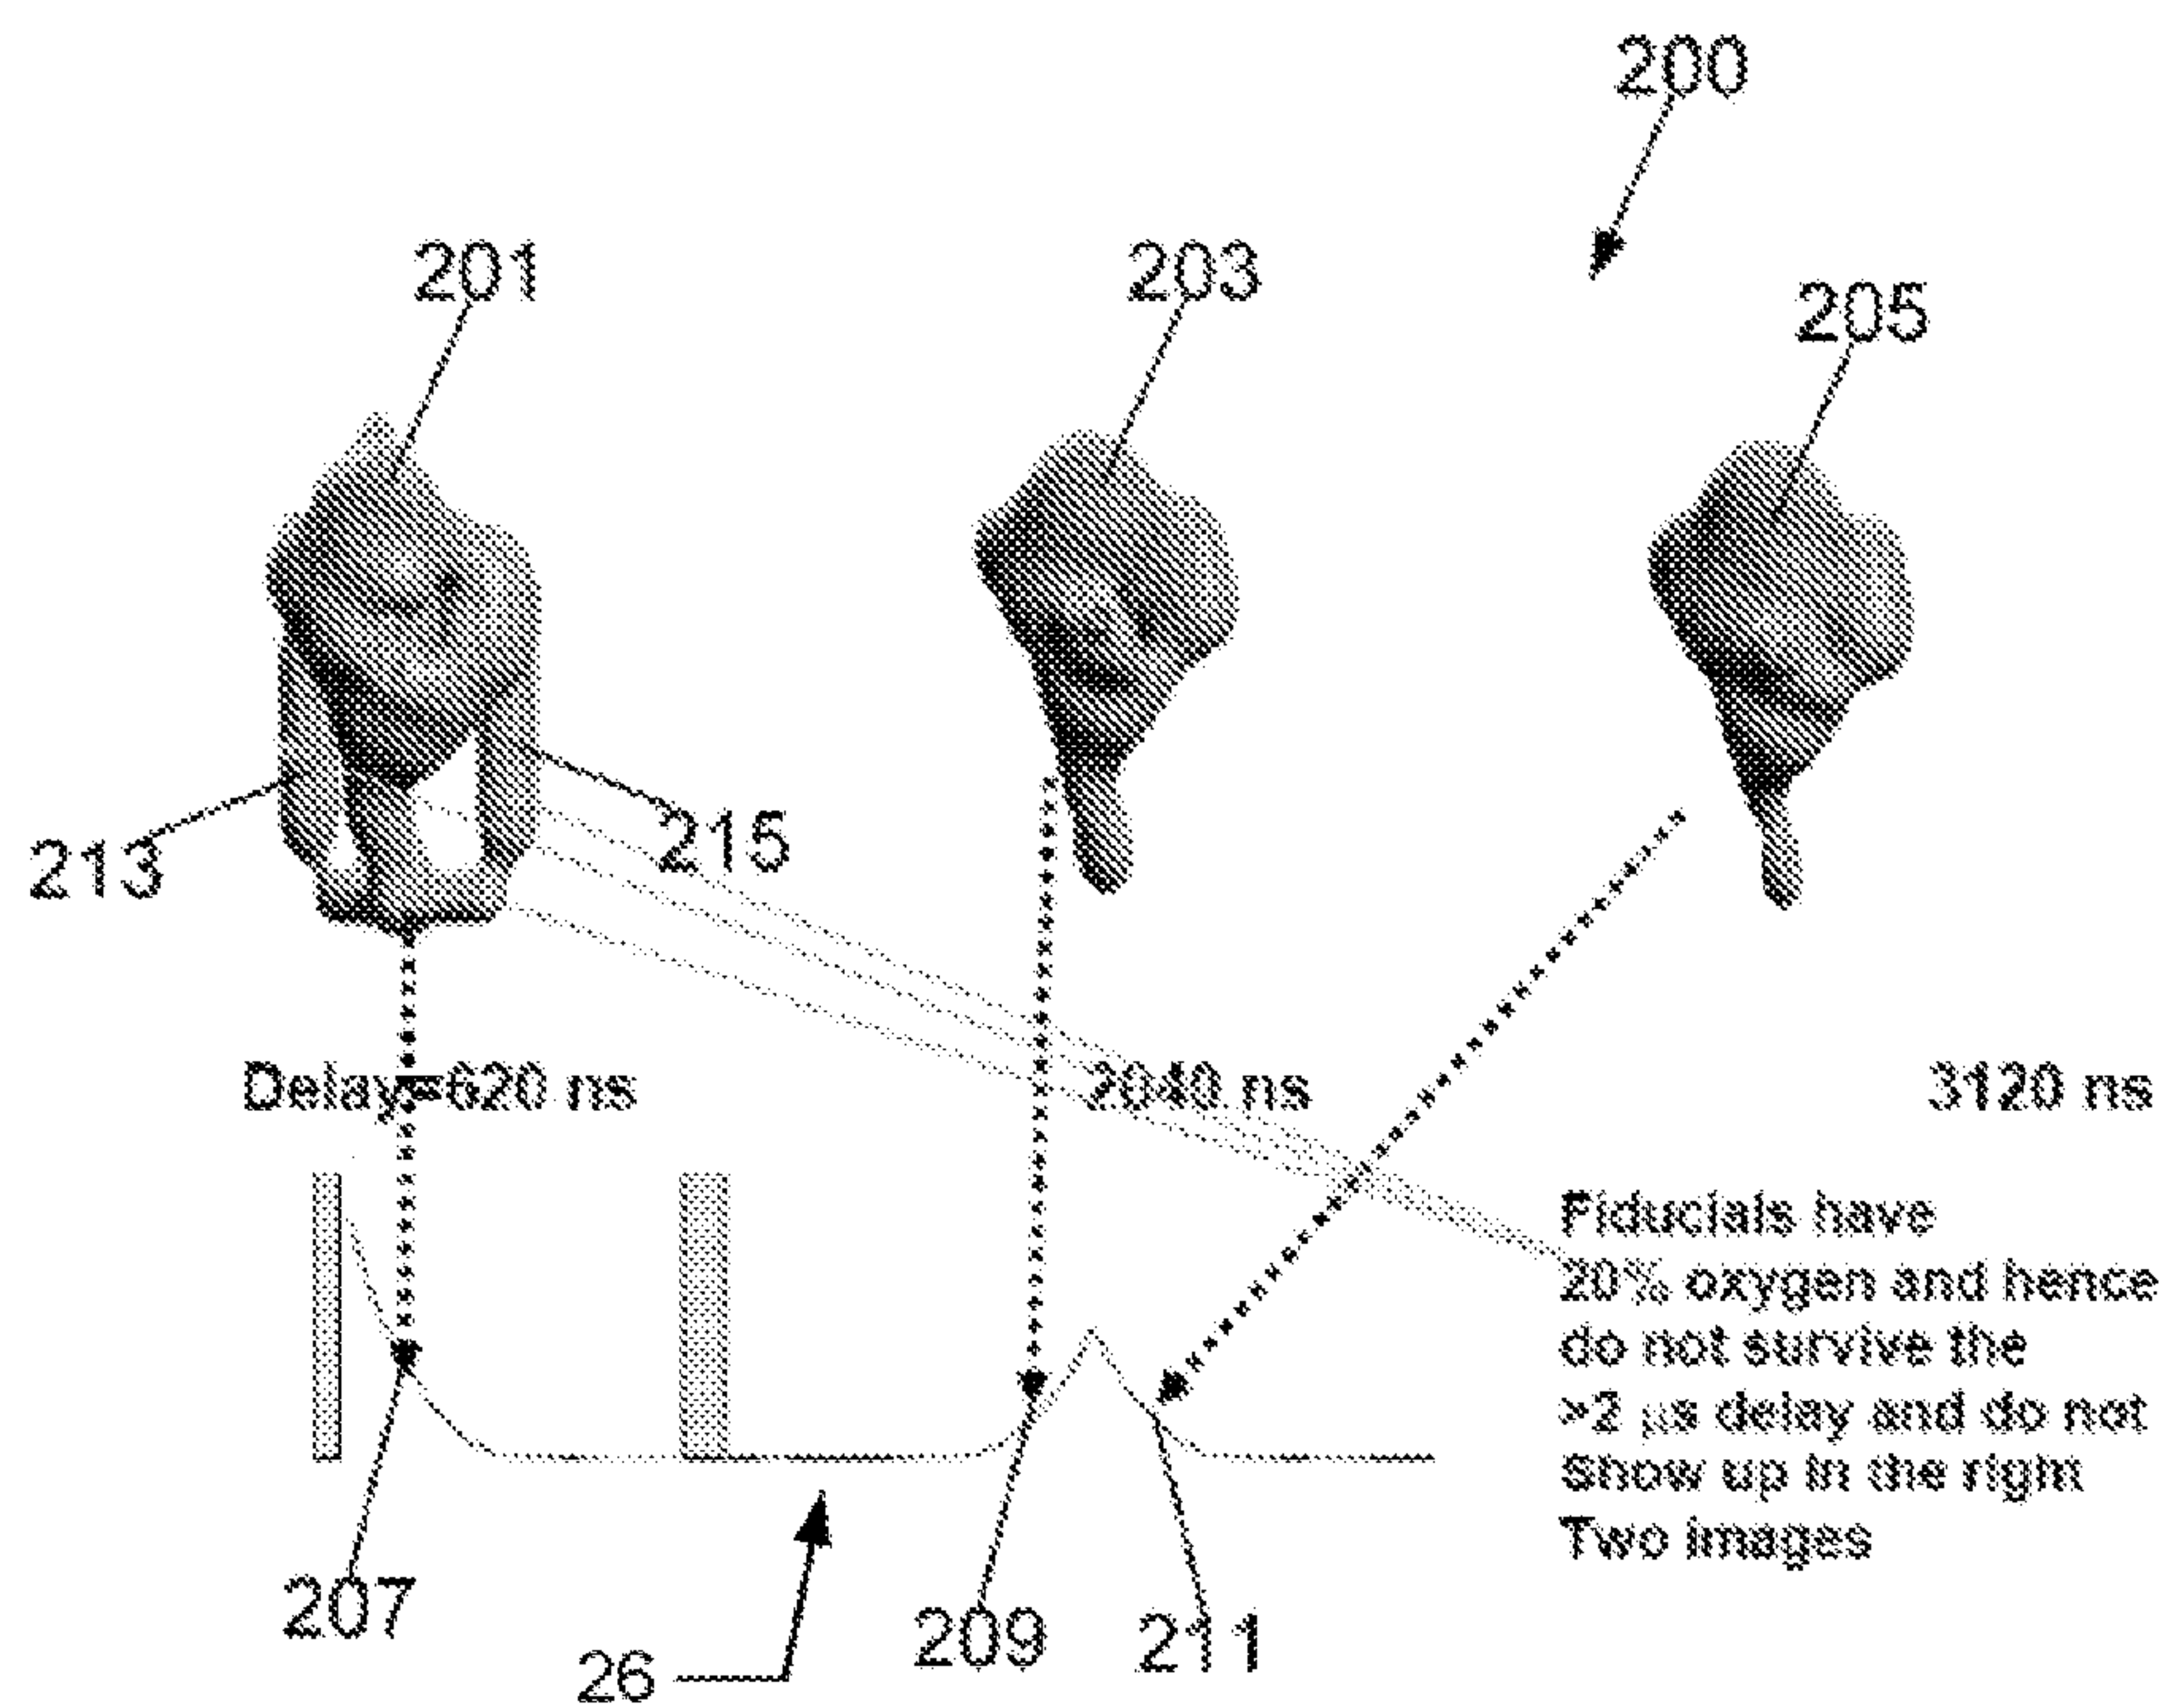 200
201
203
205
213
215
Delay=620 ns
2040 ns
3120 ns
Fiducials have
20% oxygen and hence
do not survive the
>2 μs delay and do not
Show up in the right
Two images
207
209
211
26